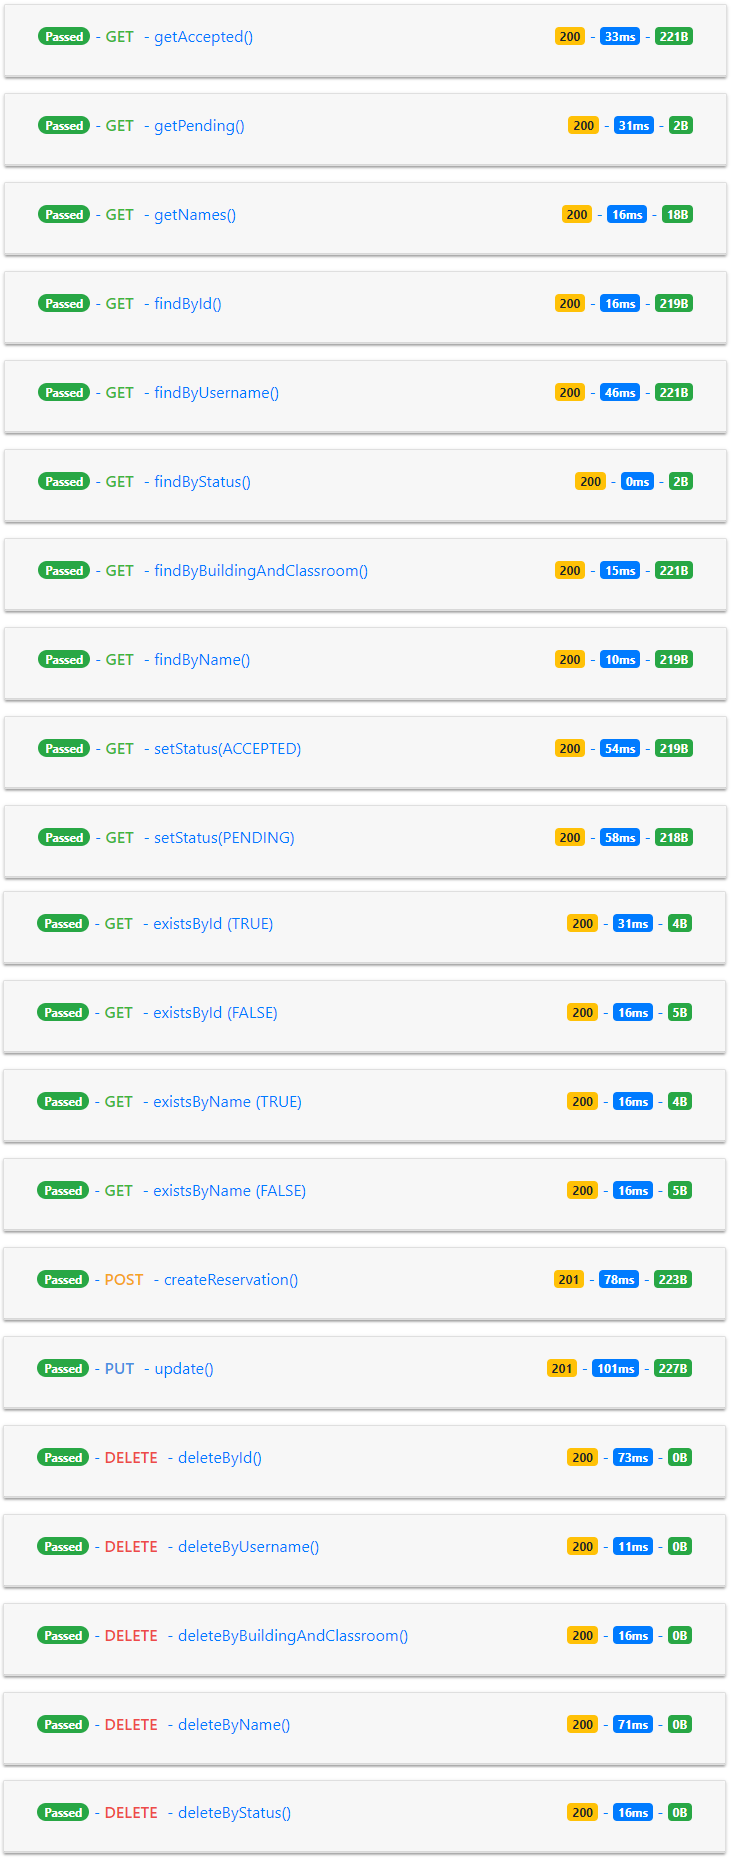 Passed - GET - getAccepted() 200 - 33ms - 221B
Passed - GET - getPending() 200 - 31ms - 2B
Passed - GET - getNames() 200 - 16ms - 18B
Passed - GET - findById() 200 - 16ms - 219B
Passed - GET - findByUsername() 200 - 46ms - 221B
Passed - GET - findByStatus() 200 - 0ms - 2B
Passed - GET - findByBuildingAndClassroom() 200 - 15ms - 221B
Passed - GET - findByName() 200 - 10ms - 219B
Passed - GET - setStatus(ACCEPTED) 200 - 54ms - 219B
Passed - GET - setStatus(PENDING) 200 - 58ms - 218B
Passed - GET - existsById (TRUE) 200 - 31ms - 4B
Passed - GET - existsById (FALSE) 200 - 16ms - 5B
Passed - GET - existsByName (TRUE) 200 - 16ms - 4B
Passed - GET - existsByName (FALSE) 200 - 16ms - 5B
Passed - POST - createReservation() 201 - 78ms - 223B
Passed - PUT - update() 201 - 101ms - 227B
Passed - DELETE - deleteById() 200 - 73ms - 0B
Passed - DELETE - deleteByUsername() 200 - 11ms - 0B
Passed - DELETE - deleteByBuildingAndClassroom() 200 - 16ms - 0B
Passed - DELETE - deleteByName() 200 - 71ms - 0B
Passed - DELETE - deleteByStatus() 200 - 16ms - 0B